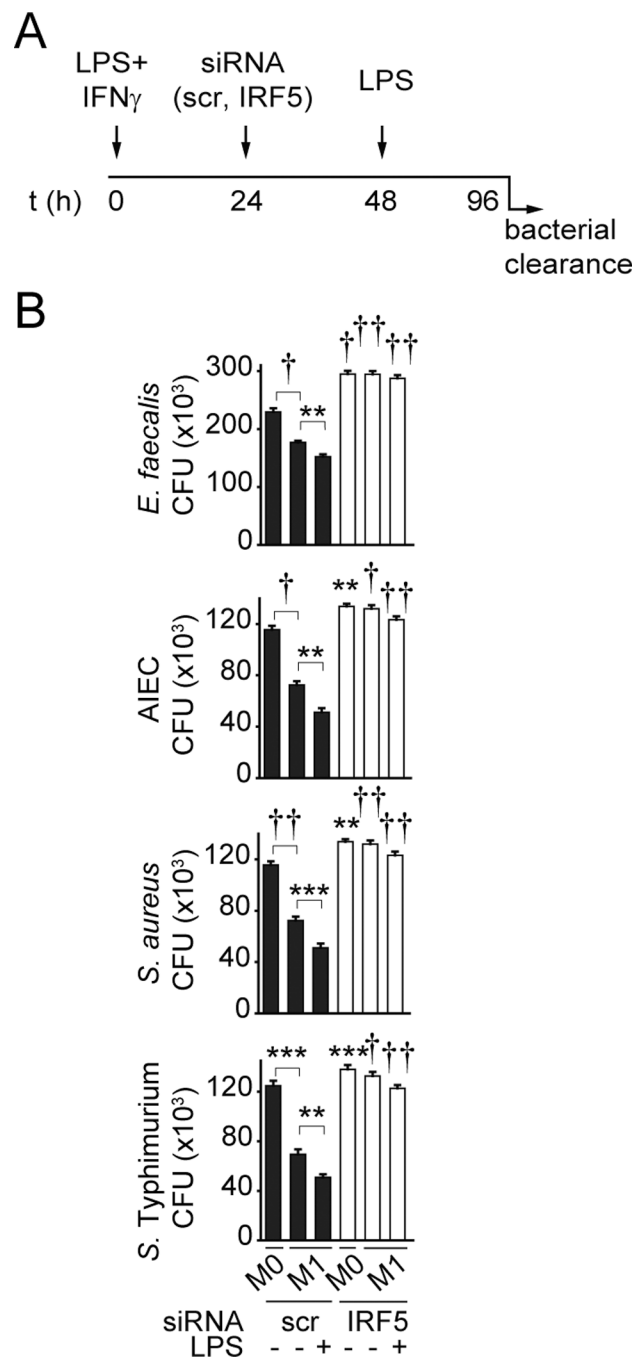 A
LPS+ siRNA LPS
IFNγ (scr, IRF5)
t (h) 0 24 48 96
bacterial
clearance
B
† †† ††
300
† **
200
100
0
E. faecalis
CFU (x10³)
** † ††
†
120
**
80
40
0
AIEC
CFU (x10³)
†† ** †† ††
120
***
80
40
0
S. aureus
CFU (x10³)
*** *** † ††
120
**
80
40
0
S. Typhimurium
CFU (x10³)
M0 M1 M0 M1
siRNA scr IRF5
LPS - - + - - +